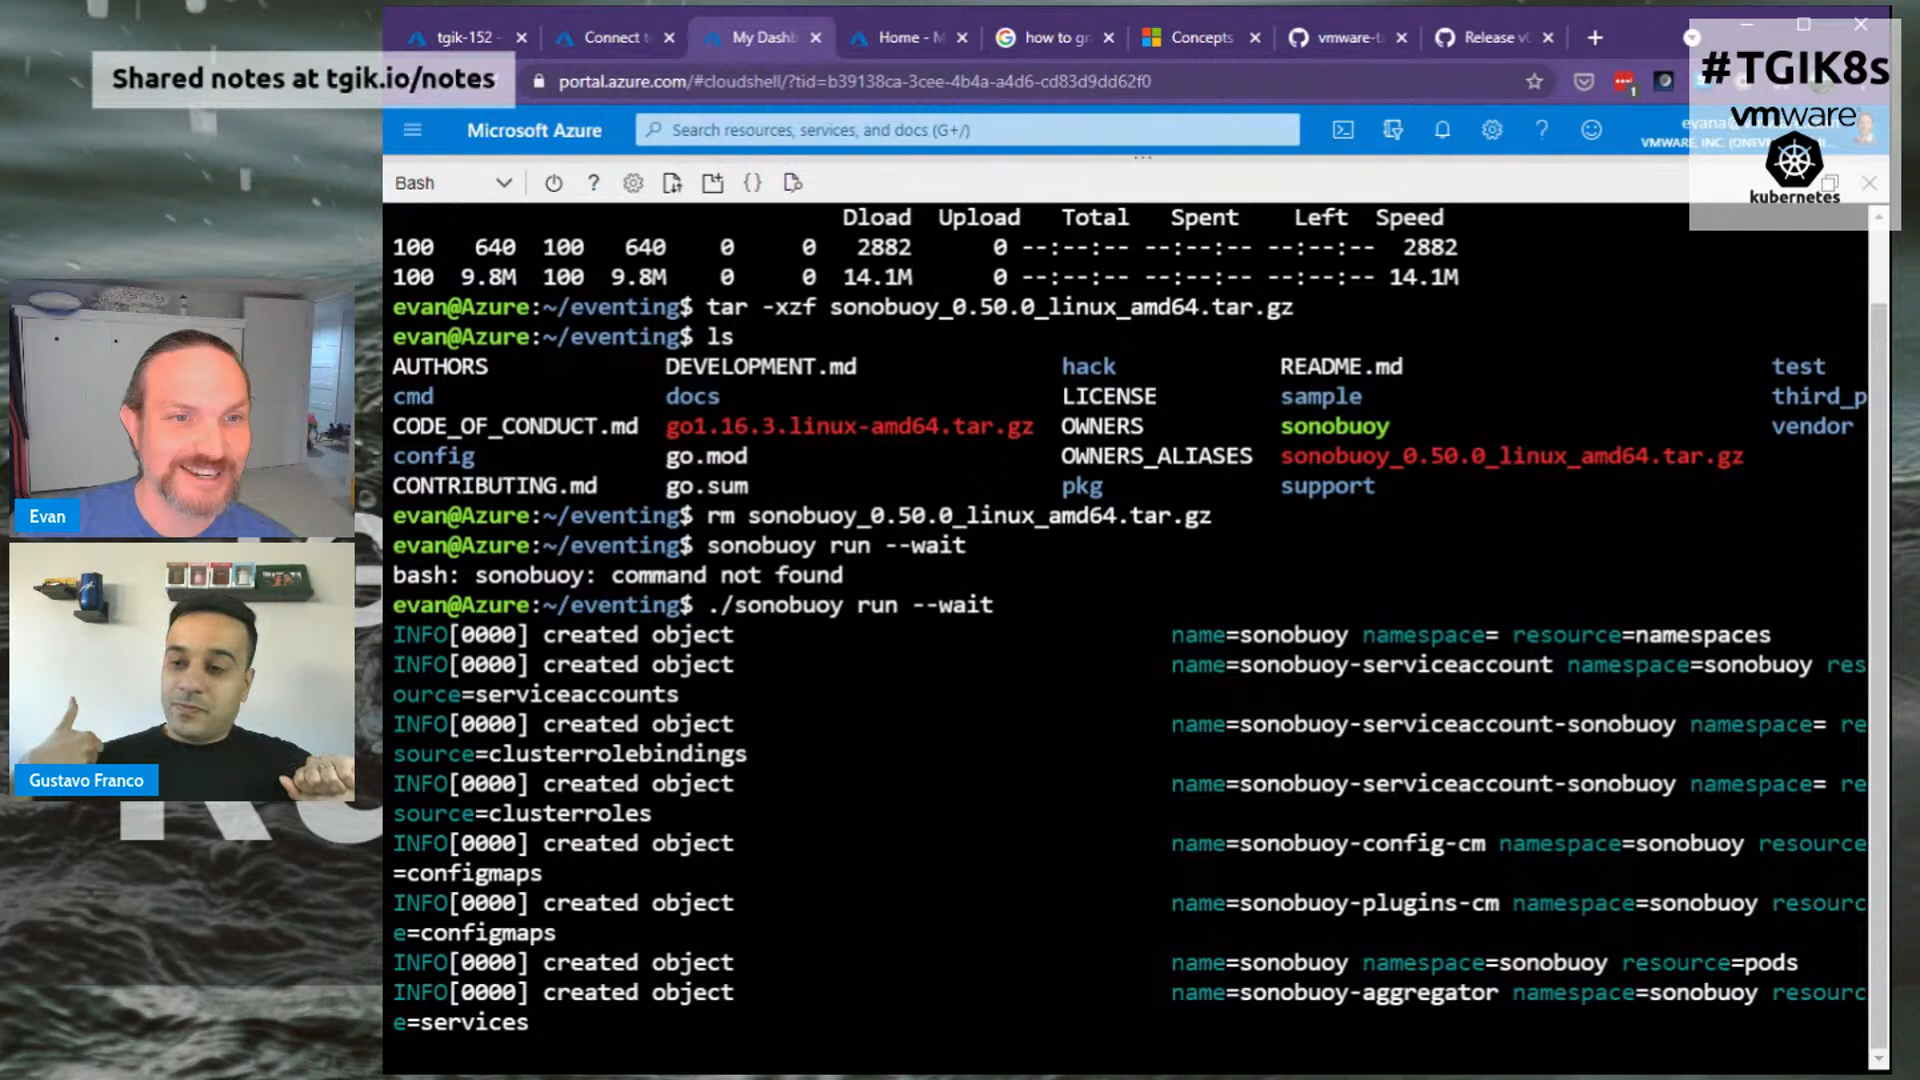 tgik-152
Connect t
My Dashb
Home - M
how to g
Concepts
vmware-t
Release v
Shared notes at tgik.io/notes
portal.azure.com/#cloudshell/?tid=b39138ca-3cee-4b4a-a4d6-cd83d9dd62f0
#TGIK8s
vmware
kubernetes
Microsoft Azure
Search resources, services, and docs (G+/)
Bash
Dload Upload Total Spent Left Speed
100 640 100 640 0 0 2882 0 --:--:-- --:--:-- --:--:-- 2882
100 9.8M 100 9.8M 0 0 14.1M 0 --:--:-- --:--:-- --:--:-- 14.1M
evan@Azure:~/eventing$ tar -xzf sonobuoy_0.50.0_linux_amd64.tar.gz
evan@Azure:~/eventing$ ls
AUTHORS DEVELOPMENT.md hack README.md test
cmd docs LICENSE sample third_p
CODE_OF_CONDUCT.md go1.16.3.linux-amd64.tar.gz OWNERS sonobuoy vendor
config go.mod OWNERS_ALIASES sonobuoy_0.50.0_linux_amd64.tar.gz
CONTRIBUTING.md go.sum pkg support
evan@Azure:~/eventing$ rm sonobuoy_0.50.0_linux_amd64.tar.gz
evan@Azure:~/eventing$ sonobuoy run --wait
bash: sonobuoy: command not found
evan@Azure:~/eventing$ ./sonobuoy run --wait
INFO[0000] created object name=sonobuoy namespace= resource=namespaces
INFO[0000] created object name=sonobuoy-serviceaccount namespace=sonobuoy res
ource=serviceaccounts
INFO[0000] created object name=sonobuoy-serviceaccount-sonobuoy namespace= re
source=clusterrolebindings
INFO[0000] created object name=sonobuoy-serviceaccount-sonobuoy namespace= re
source=clusterroles
INFO[0000] created object name=sonobuoy-config-cm namespace=sonobuoy resource
=configmaps
INFO[0000] created object name=sonobuoy-plugins-cm namespace=sonobuoy resourc
e=configmaps
INFO[0000] created object name=sonobuoy namespace=sonobuoy resource=pods
INFO[0000] created object name=sonobuoy-aggregator namespace=sonobuoy resourc
e=services
Evan
Gustavo Franco